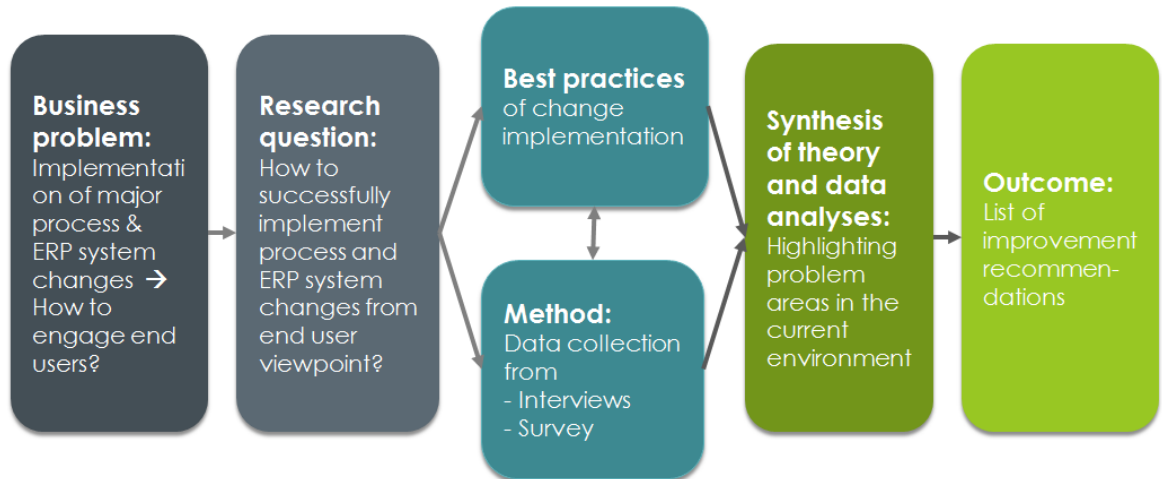 Business
problem:
Implementati
on of major
process &
ERP system
changes →
How to
engage end
users?
Research
question:
How to
successfully
implement
process and
ERP system
changes from
end user
viewpoint?
Best practices
of change
implementation
Method:
Data collection
from
- Interviews
- Survey
Synthesis
of theory
and data
analyses:
Highlighting
problem
areas in the
current
environment
Outcome:
List of
improvement
recommen-
dations